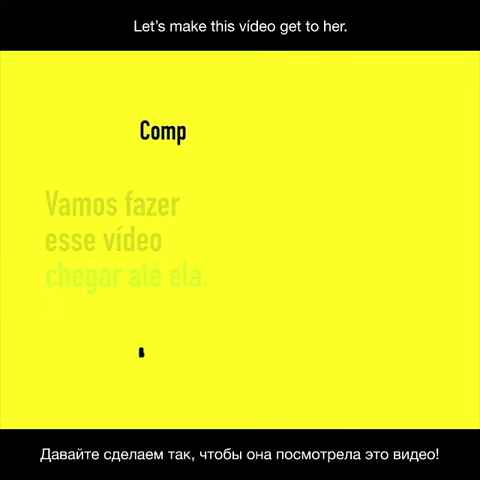 Let's make this vídeo get to her.
Comp
Vamos fazer
esse vídeo
chegar até ela.
Давайте сделаем так, чтобы она посмотрела это видео!